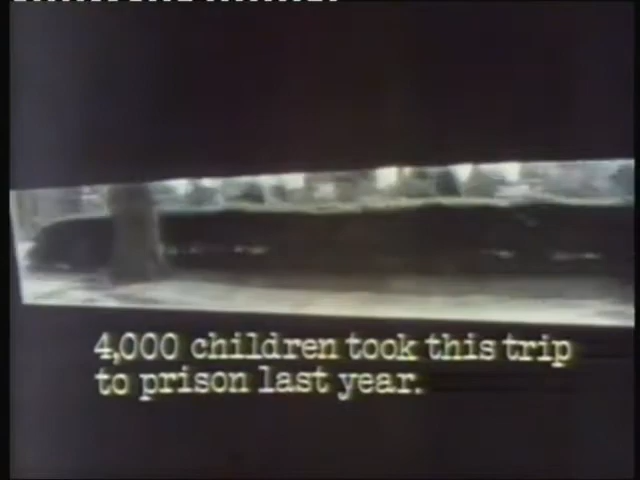 4,000 children took this trip
to prison last year.